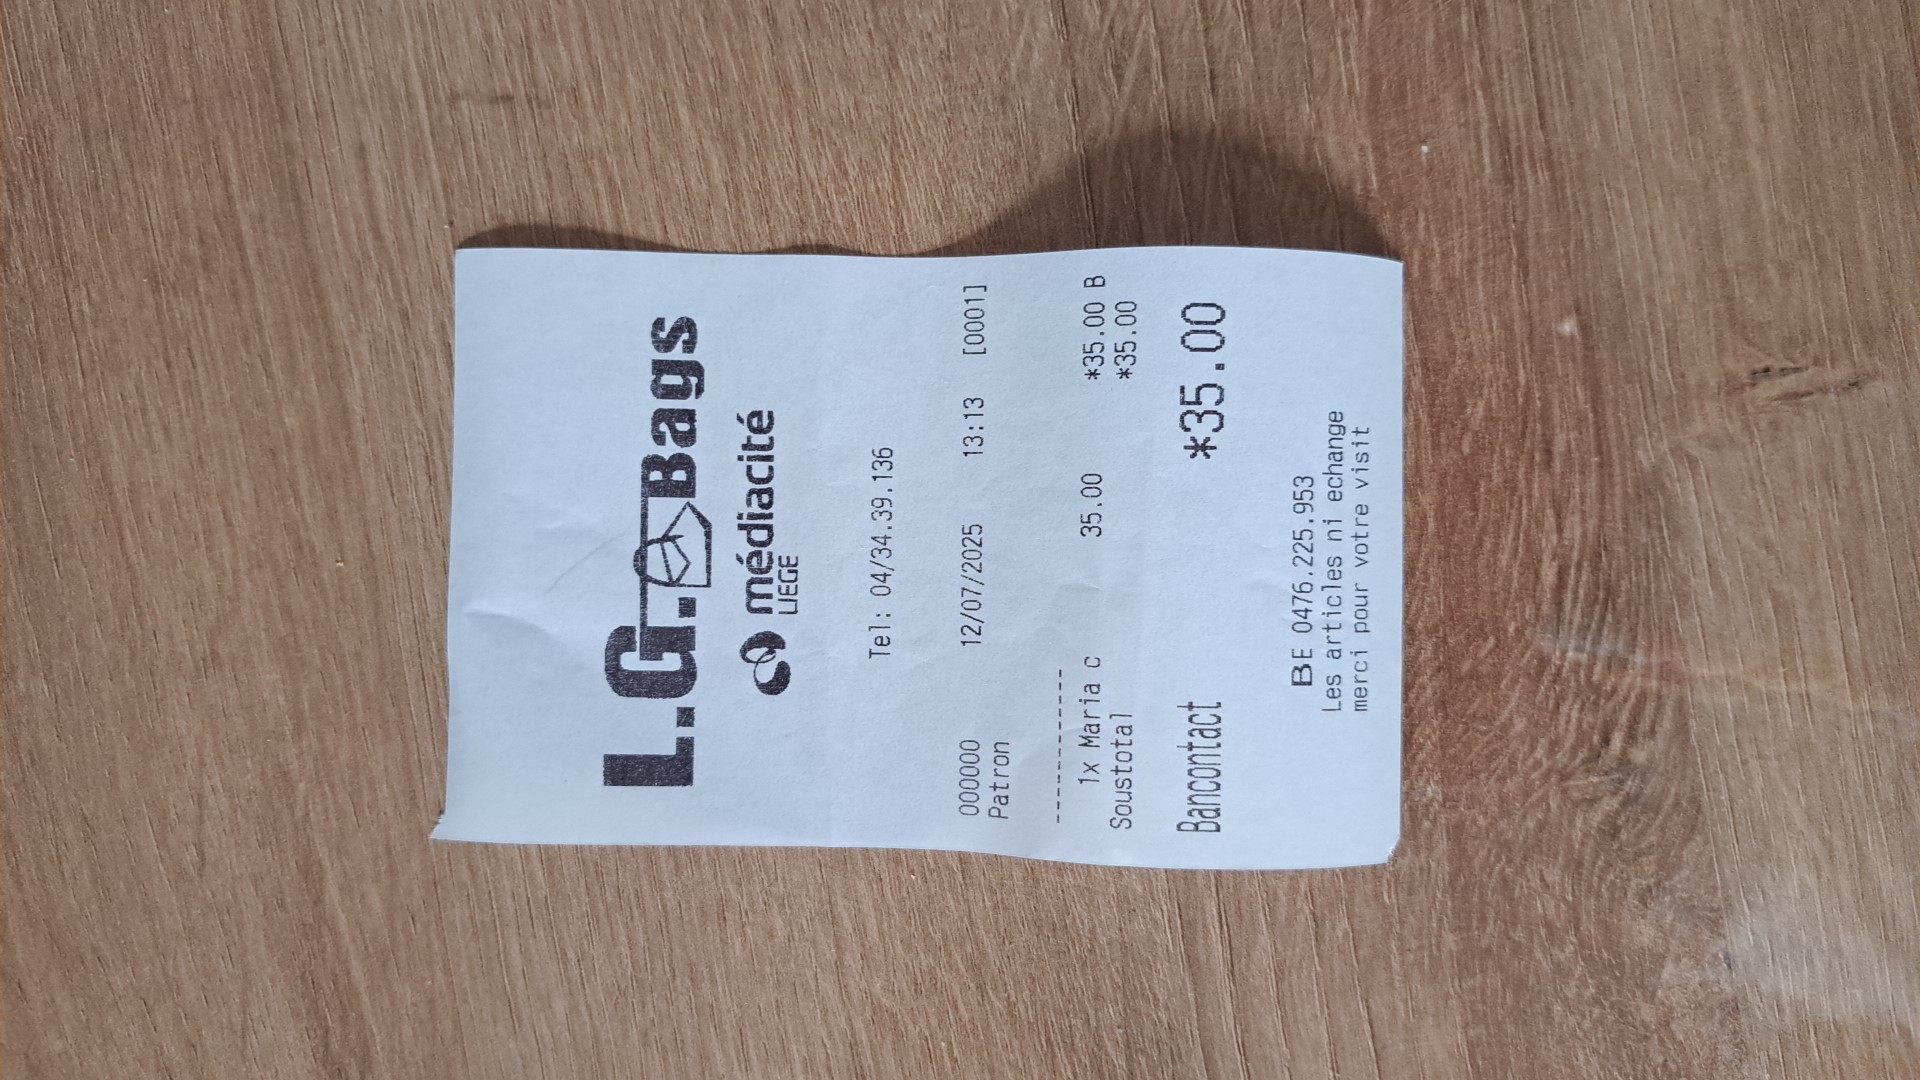 L.G. Bags
médiacité
LIEGE
Tel: 04/34.39.136
000000 12/07/2025 13:13 [0001]
Patron
-----------
1x Maria C 35.00 *35.00 B
Soustotal *35.00
Bancontact *35.00
BE 0476.225.953
Les articles ni echange
merci pour votre visit